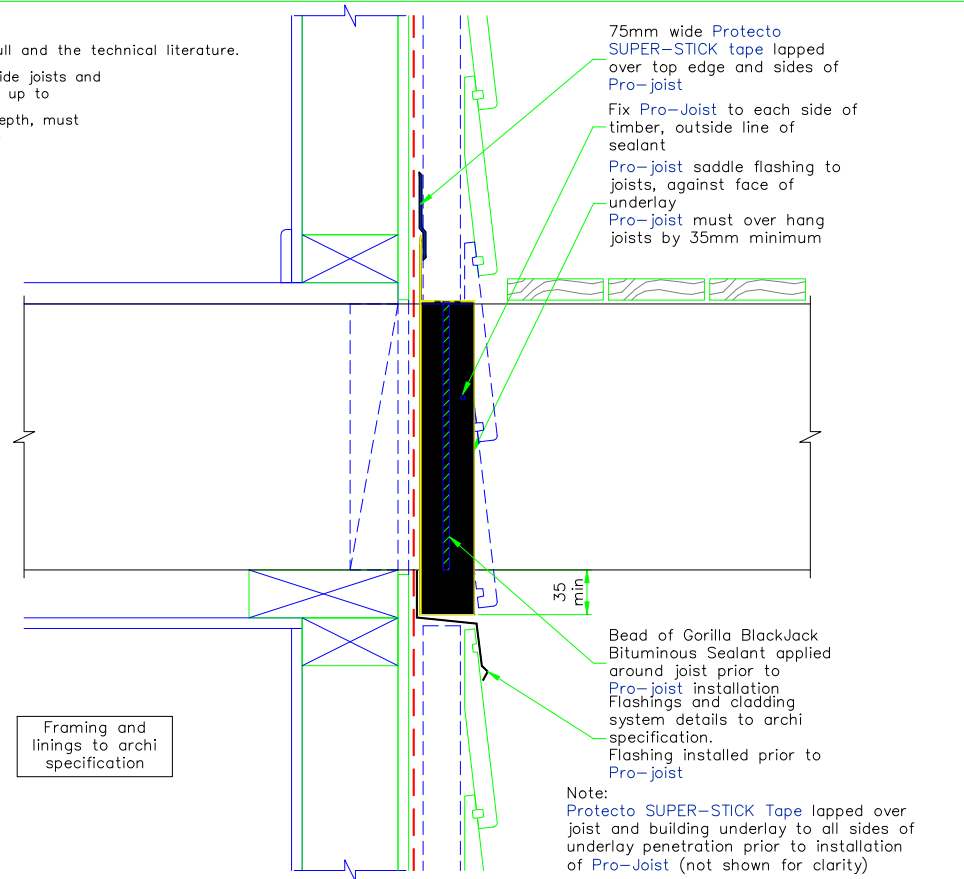 ull and the technical literature.
ide joists and
up to
epth, must
75mm wide Protecto
SUPER-STICK tape lapped
over top edge and sides of
Pro-joist
Fix Pro-Joist to each side of
timber, outside line of
sealant
Pro-joist saddle flashing to
joists, against face of
underlay
Pro-joist must over hang
joists by 35mm minimum
35
min
Bead of Gorilla BlackJack
Bituminous Sealant applied
around joist prior to
Pro-joist installation
Flashings and cladding
system details to archi
specification.
Flashing installed prior to
Pro-joist
Framing and
linings to archi
specification
Note:
Protecto SUPER-STICK Tape lapped over
joist and building underlay to all sides of
underlay penetration prior to installation
of Pro-Joist (not shown for clarity)